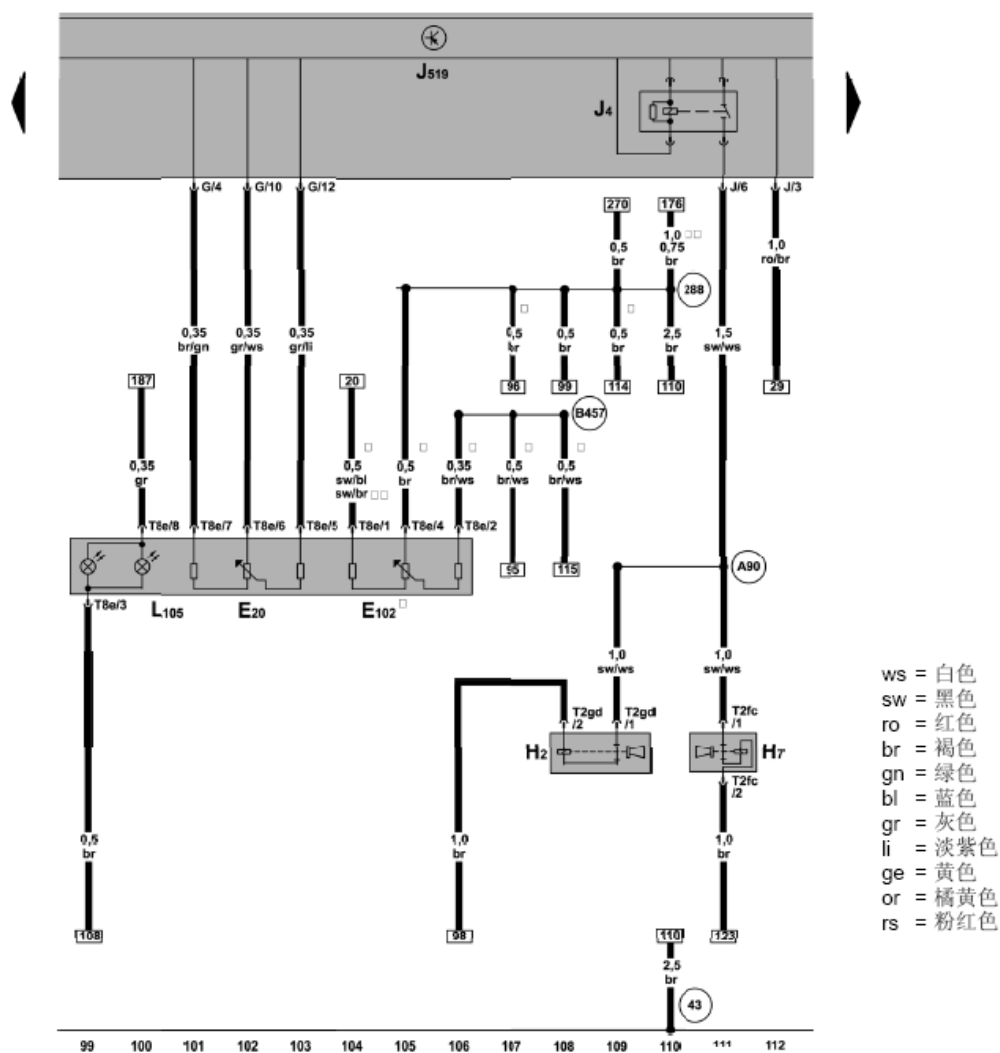 J519
J4
G/4 G/10 G/12 J/6 J/3
270 176
1,0
0,5 0,75
br br
1,0
ro/br
288
0,35 0,35 0,35
br/gn gr/ws gr/li
0,5 0,5 0,5 2,5 1,5
br br br br sw/ws
187 20 96 99 114 110 29
B457
0,35 0,5 0,5 0,35 0,5 0,5
gr sw/bl br br/ws br/ws br/ws
sw/br
T8e/8 T8e/7 T8e/6 T8e/5 T8e/1 T8e/4 T8e/2
95 115 A90
T8e/3 L105 E20 E102
1,0 1,0
sw/ws sw/ws
T2gd T2gd T2fc
/2 /1 /1
H2 H7
T2fc
/2
0,5 1,0 1,0
br br br
108 98 110 123
2,5
br
43
99 100 101 102 103 104 105 106 107 108 109 110 111 112
ws = 白色
sw = 黑色
ro = 红色
br = 褐色
gn = 绿色
bl = 蓝色
gr = 灰色
li = 淡紫色
ge = 黄色
or = 橘黄色
rs = 粉红色